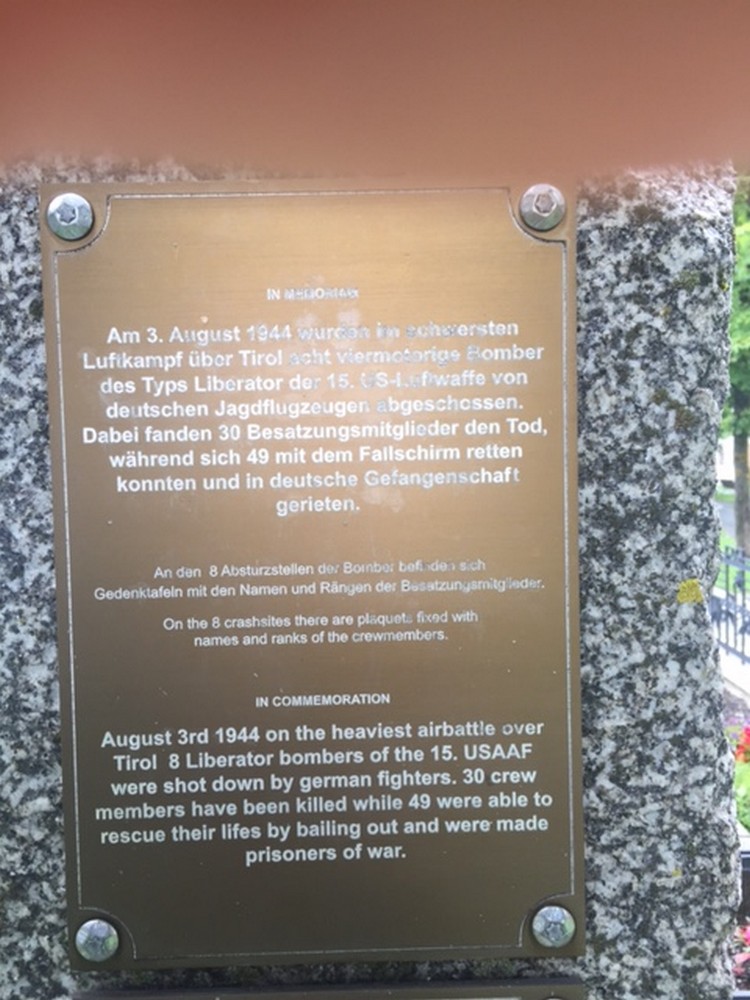 IN MEMORIAM
Am 3. August 1944 wurden im schwersten
Luftkampf über Tirol acht viermotorige Bomber
des Typs Liberator der 15. US-Luftwaffe von
deutschen Jagdflugzeugen abgeschossen.
Dabei fanden 30 Besatzungsmitglieder den Tod,
während sich 49 mit dem Fallschirm retten
konnten und in deutsche Gefangenschaft
gerieten.
An den 8 Absturzstellen der Bomber befinden sich
Gedenktafeln mit den Namen und Rängen der Besatzungsmitglieder.
On the 8 crashsites there are plaquets fixed with
names and ranks of the crewmembers.
IN COMMEMORATION
August 3rd 1944 on the heaviest airbattle over
Tirol 8 Liberator bombers of the 15. USAAF
were shot down by german fighters. 30 crew
members have been killed while 49 were able to
rescue their lifes by bailing out and were made
prisoners of war.